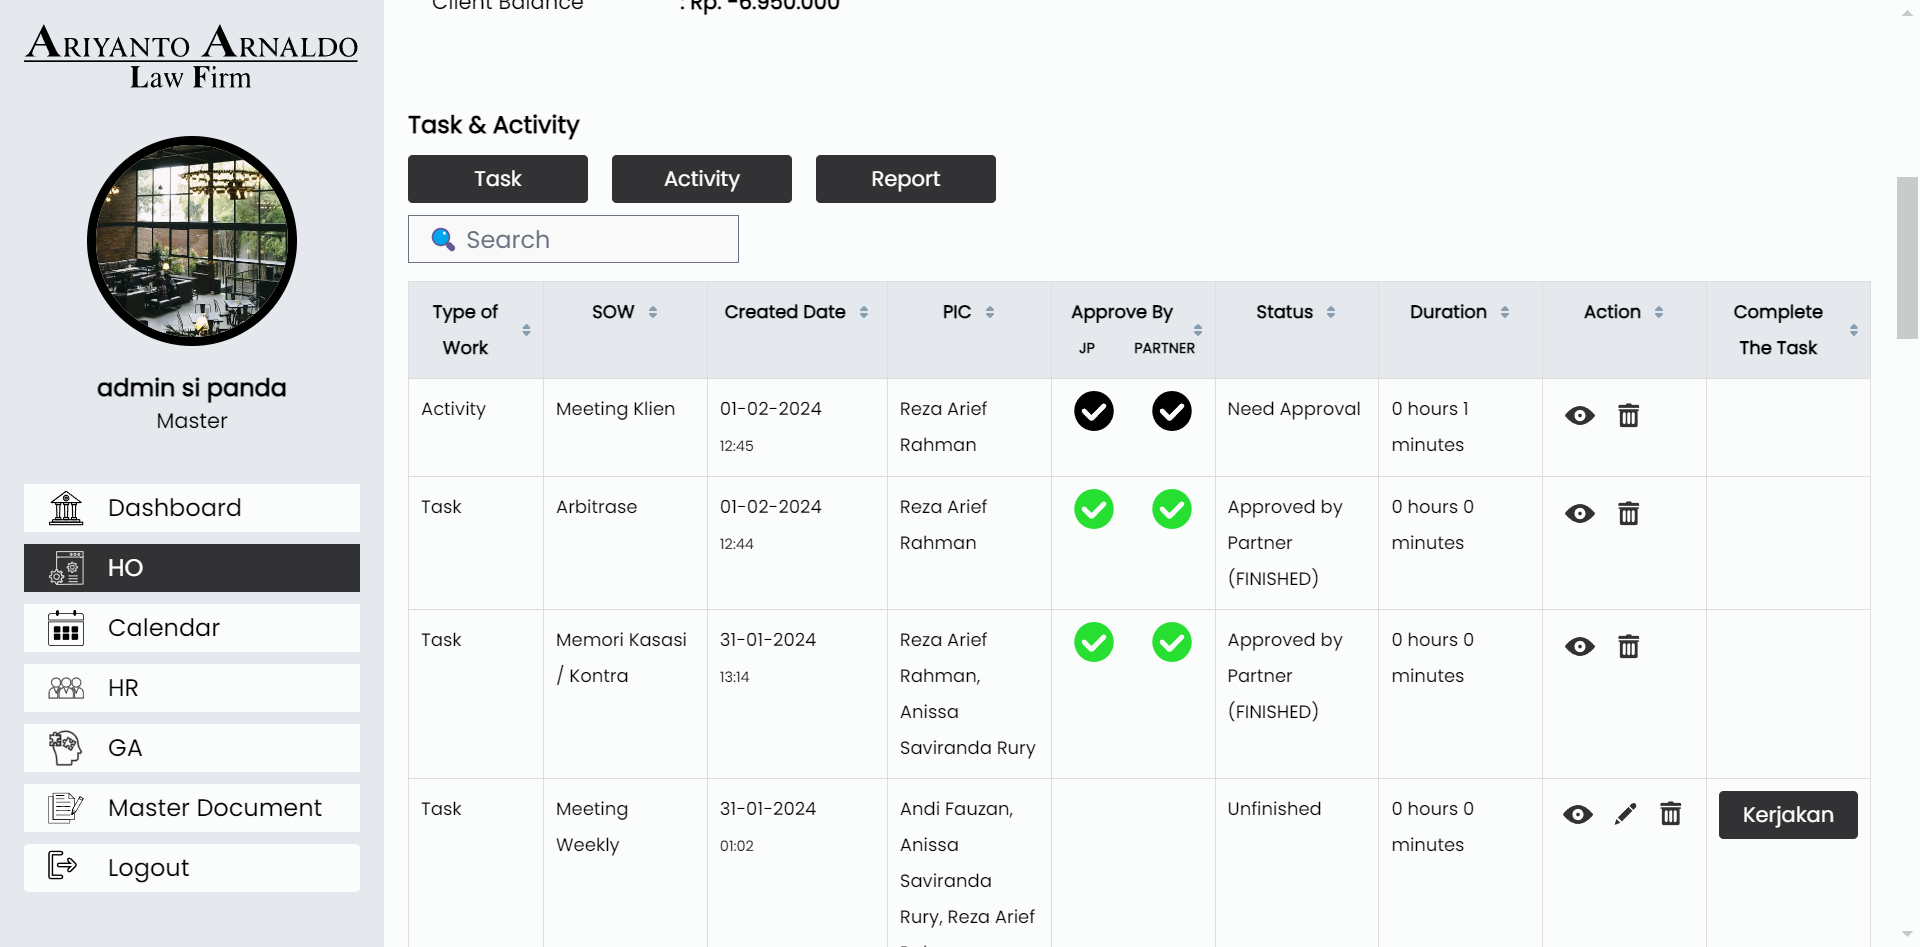 ARIYANTO ARNALDO
Law Firm
admin si panda
Master
Dashboard
HO
Calendar
HR
GA
Master Document
Logout
Client Balance : Rp. -6.950.000
Task & Activity
Task Activity Report
Search
Type of Work SOW Created Date PIC Approve By JP PARTNER Status Duration Action Complete The Task
Activity Meeting Klien 01-02-2024 12:45 Reza Arief Rahman Need Approval 0 hours 1 minutes
Task Arbitrase 01-02-2024 12:44 Reza Arief Rahman Approved by Partner (FINISHED) 0 hours 0 minutes
Task Memori Kasasi / Kontra 31-01-2024 13:14 Reza Arief Rahman, Anissa Saviranda Rury Approved by Partner (FINISHED) 0 hours 0 minutes
Task Meeting Weekly 31-01-2024 01:02 Andi Fauzan, Anissa Saviranda Rury, Reza Arief Unfinished 0 hours 0 minutes Kerjakan